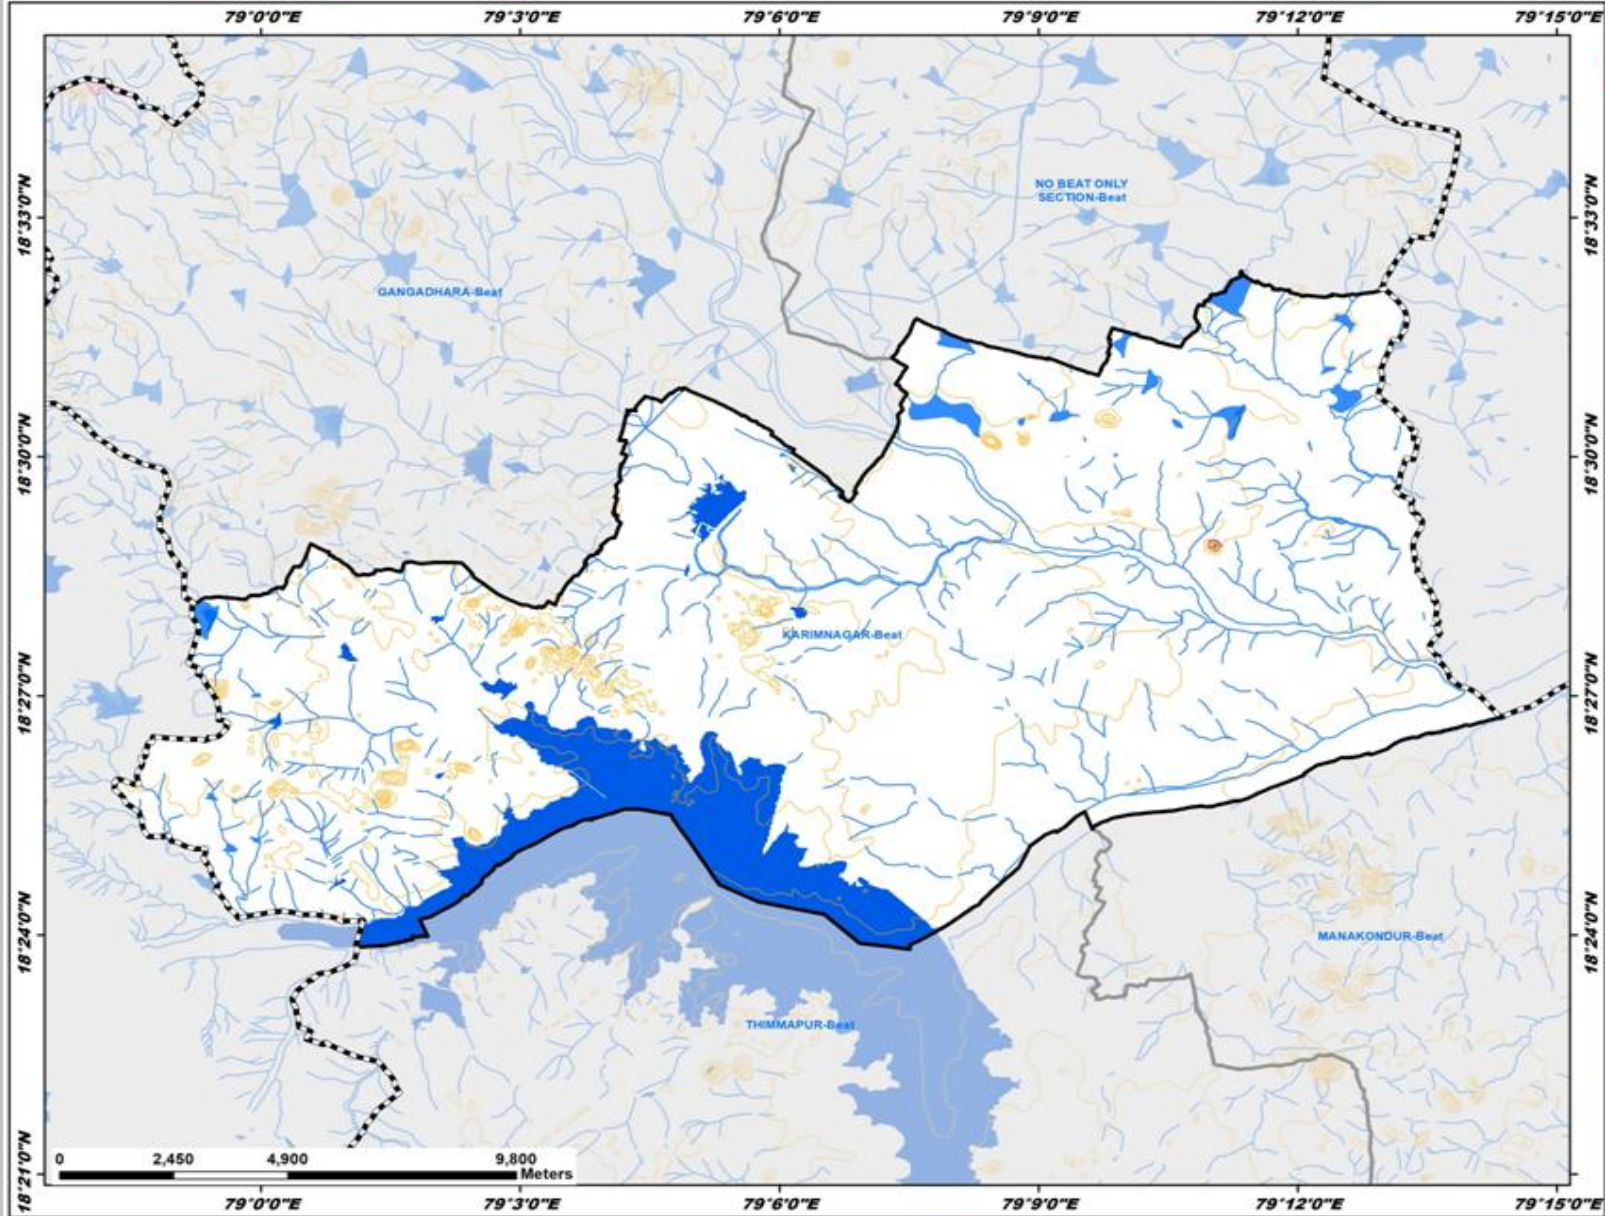 79°0'0"E 79°3'0"E 79°6'0"E 79°9'0"E 79°12'0"E 79°15'0"E
18°33'0"N
18°33'0"N
NO BEAT ONLY
SECTION-Beat
GANGADHARA-Beat
18°30'0"N
18°30'0"N
KARIMNAGAR-Beat
18°27'0"N
18°27'0"N
18°24'0"N
18°24'0"N
MANAKONDUR-Beat
THIMMAPUR-Beat
18°21'0"N
18°21'0"N
0 2,450 4,900 9,800
Meters
79°0'0"E 79°3'0"E 79°6'0"E 79°9'0"E 79°12'0"E 79°15'0"E